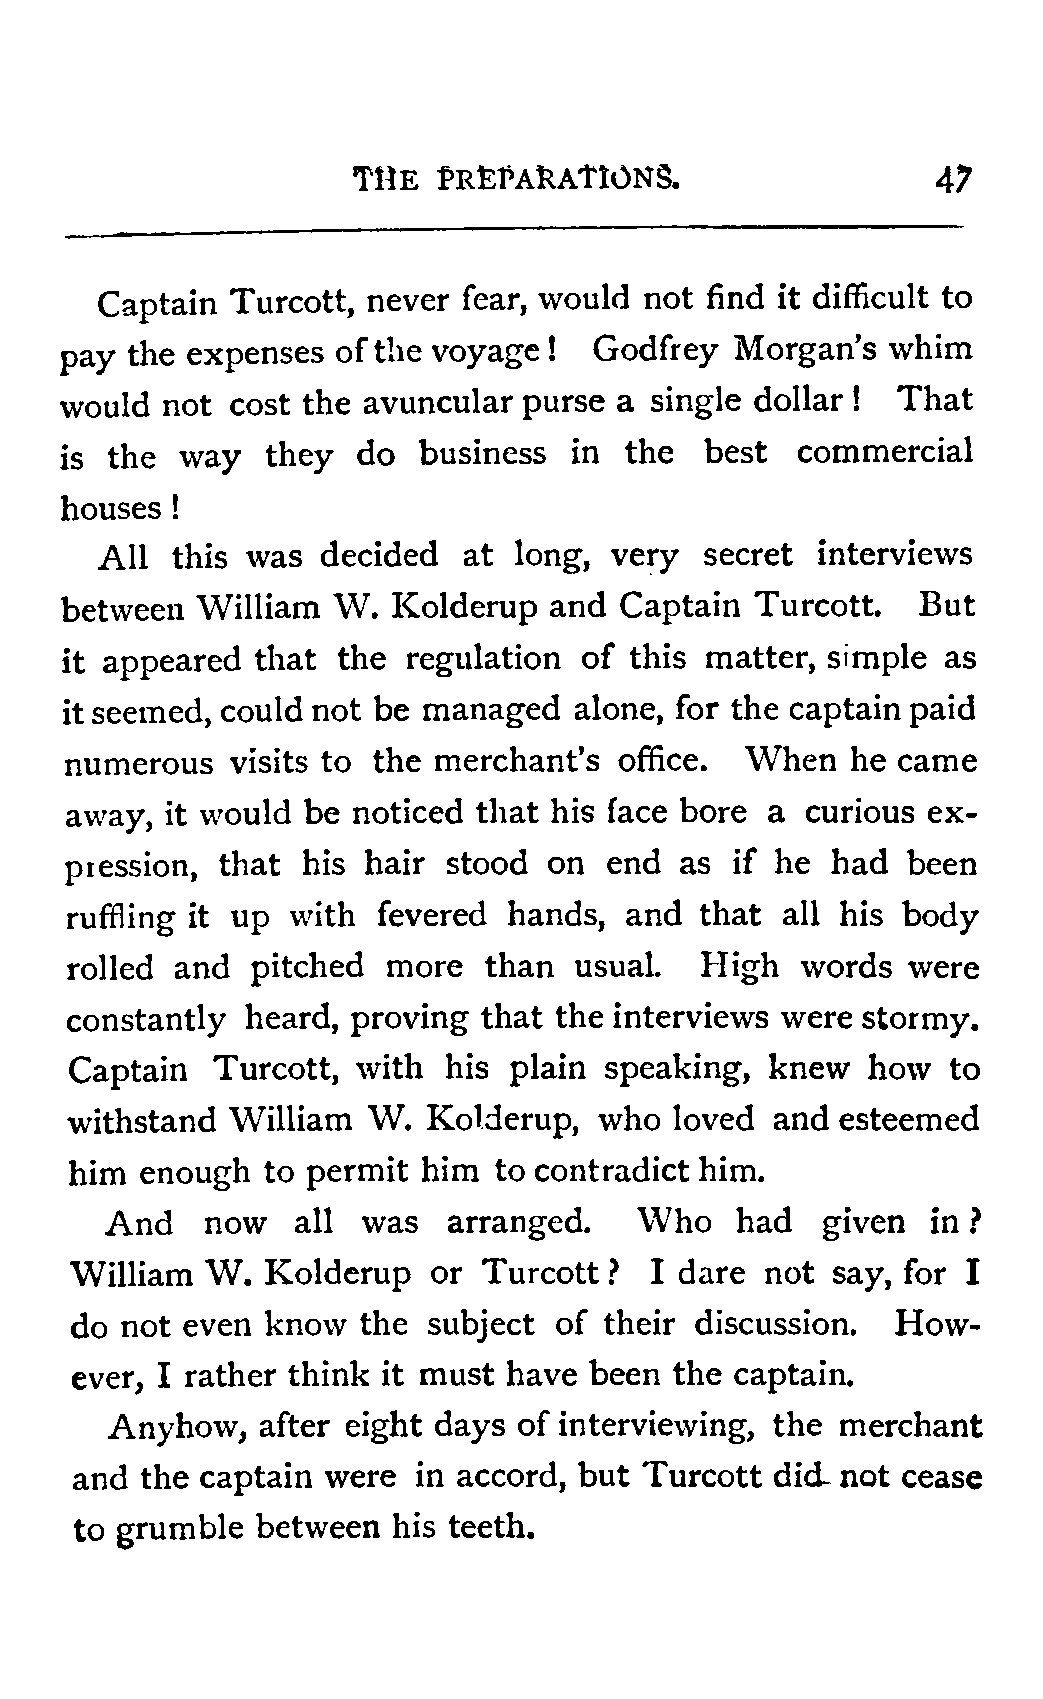 THE PREPARATIONS. 47
Captain Turcott, never fear, would not find it difficult to
pay the expenses of the voyage! Godfrey Morgan's whim
would not cost the avuncular purse a single dollar! That
is the way they do business in the best commercial
houses!
All this was decided at long, very secret interviews
between William W. Kolderup and Captain Turcott. But
it appeared that the regulation of this matter, simple as
it seemed, could not be managed alone, for the captain paid
numerous visits to the merchant's office. When he came
away, it would be noticed that his face bore a curious ex-
pression, that his hair stood on end as if he had been
ruffling it up with fevered hands, and that all his body
rolled and pitched more than usual. High words were
constantly heard, proving that the interviews were stormy.
Captain Turcott, with his plain speaking, knew how to
withstand William W. Kolderup, who loved and esteemed
him enough to permit him to contradict him.
And now all was arranged. Who had given in?
William W. Kolderup or Turcott? I dare not say, for I
do not even know the subject of their discussion. How-
ever, I rather think it must have been the captain.
Anyhow, after eight days of interviewing, the merchant
and the captain were in accord, but Turcott did not cease
to grumble between his teeth.